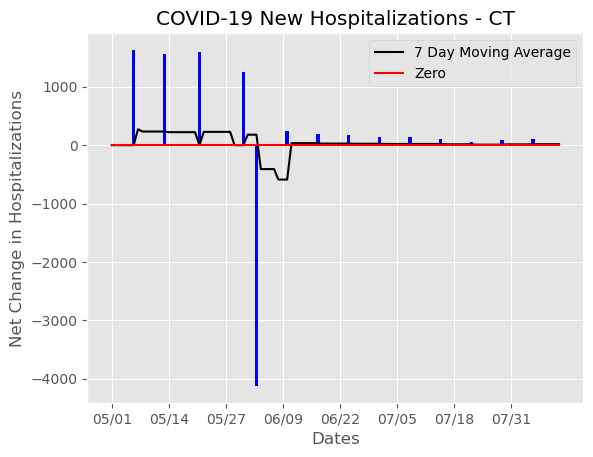 COVID-19 New Hospitalizations - CT
7 Day Moving Average
Zero
Net Change in Hospitalizations
1000
0
−1000
−2000
−3000
−4000
05/01 05/14 05/27 06/09 06/22 07/05 07/18 07/31
Dates